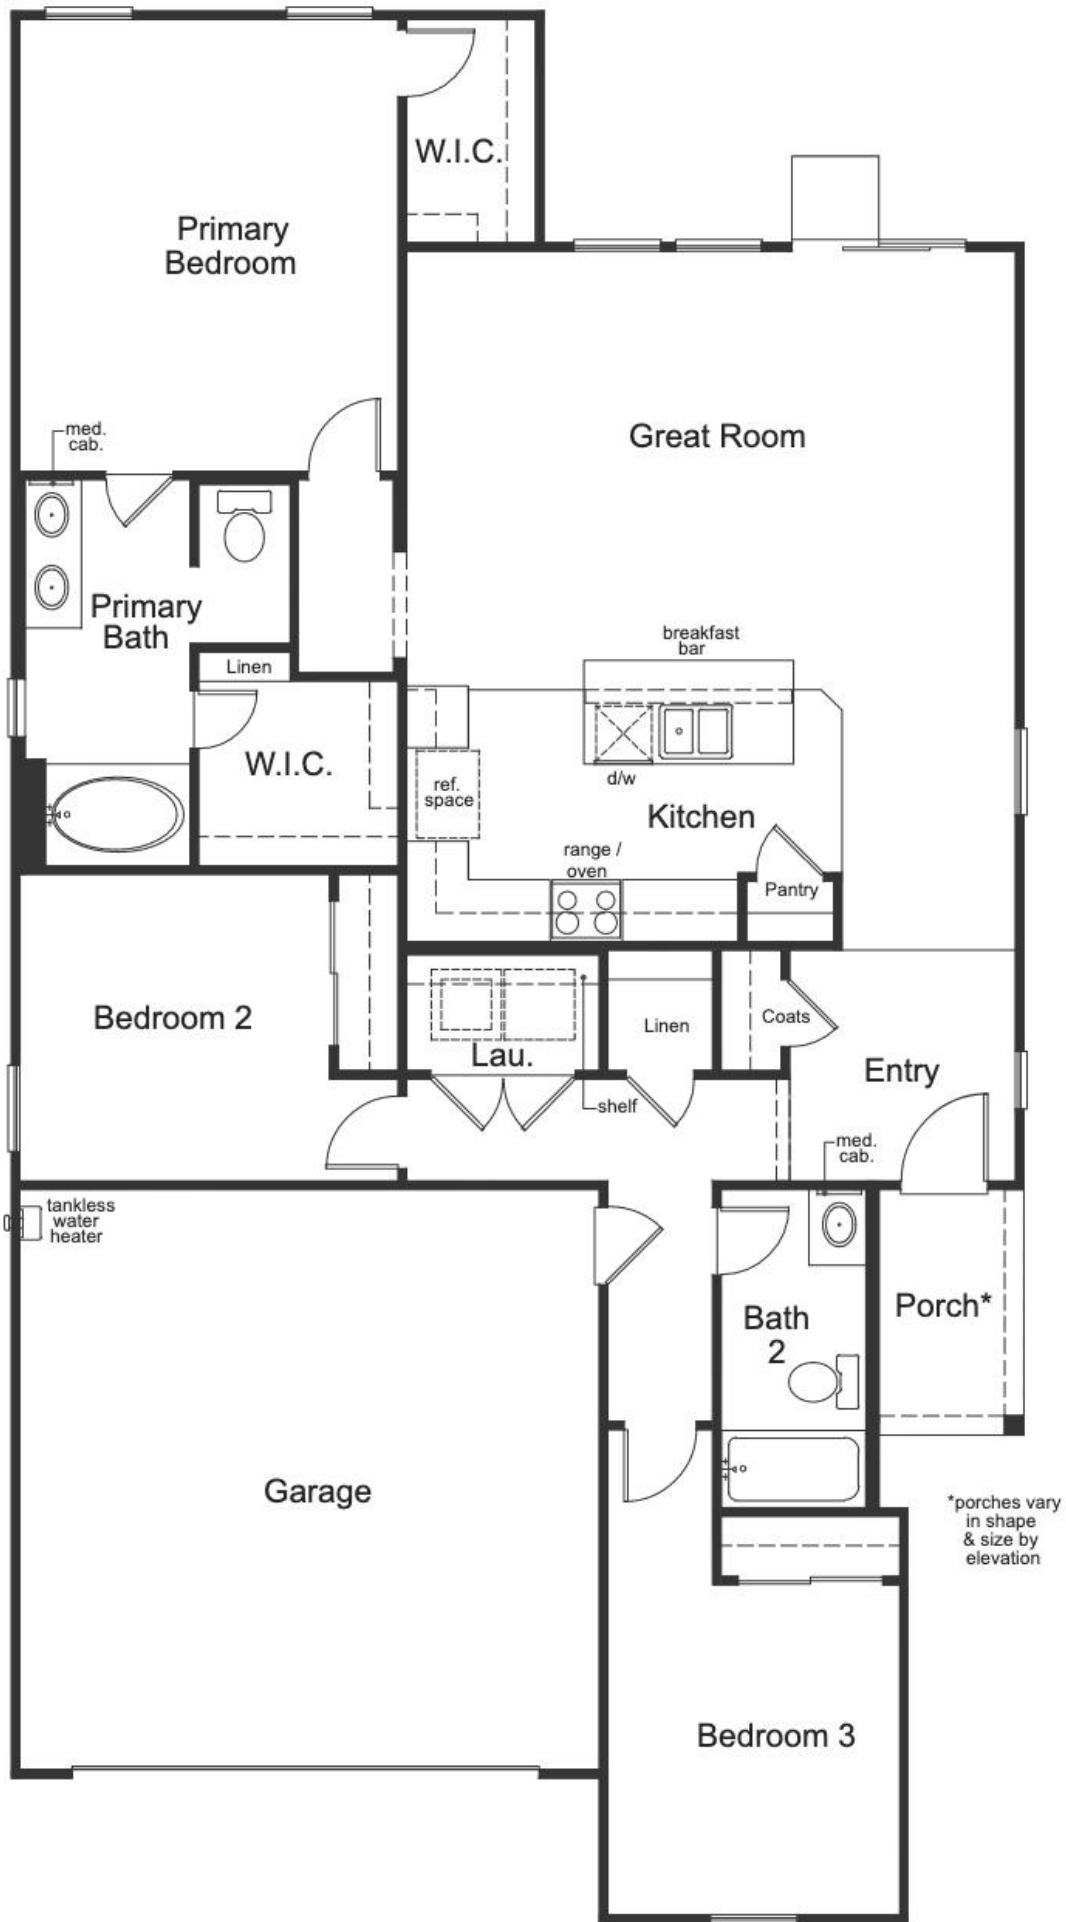 W.I.C.
Primary
Bedroom
med.
cab.
Great Room
Primary
Bath
breakfast
bar
Linen
W.I.C.
ref.
space
d/w
Kitchen
range /
oven
Pantry
Bedroom 2
Lau.
Linen
Coats
Entry
shelf
med.
cab.
tankless
water
heater
Bath
2
Porch*
Garage
*porches vary
in shape
& size by
elevation
Bedroom 3